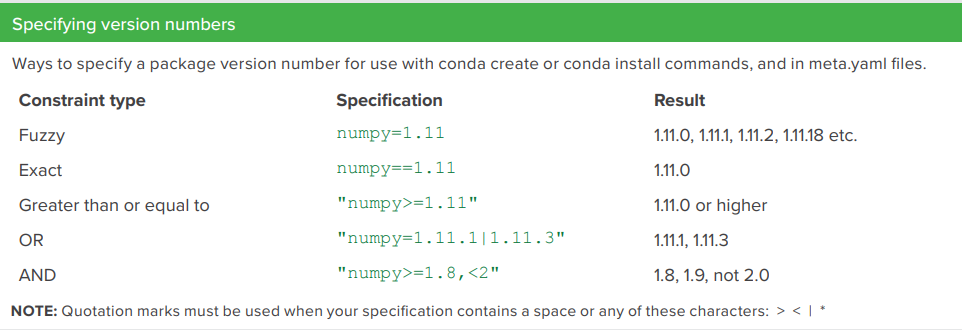 Specifying version numbers
Ways to specify a package version number for use with conda create or conda install commands, and in meta.yaml files.
Constraint type Specification Result
Fuzzy numpy=1.11 1.11.0, 1.11.1, 1.11.2, 1.11.18 etc.
Exact numpy==1.11 1.11.0
Greater than or equal to "numpy>=1.11" 1.11.0 or higher
OR "numpy=1.11.1|1.11.3" 1.11.1, 1.11.3
AND "numpy>=1.8,<2" 1.8, 1.9, not 2.0
NOTE: Quotation marks must be used when your specification contains a space or any of these characters: > < | *